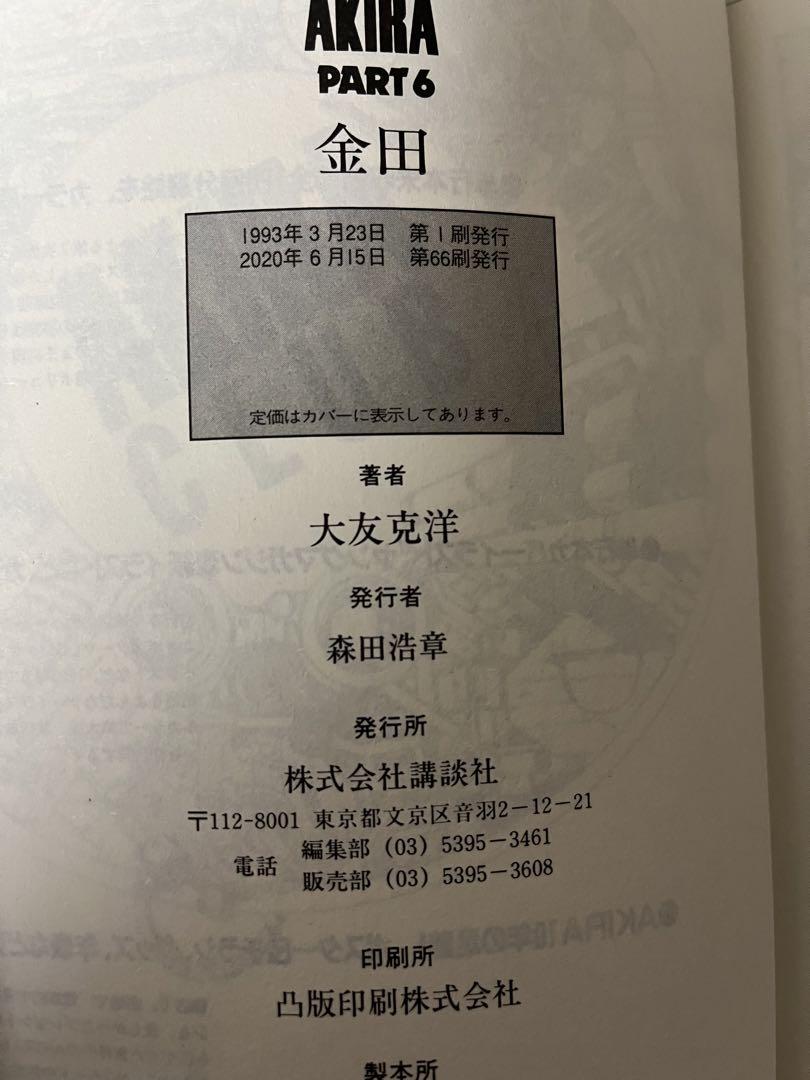 AKIRA
PART6
金田
1993年3月23日 第1刷発行
2020年6月15日 第66刷発行
定価はカバーに表示してあります。
著者
大友克洋
発行者
森田浩章
発行所
株式会社講談社
〒112-8001 東京都文京区音羽2-12-21
電話
編集部(03)5395-3461
販売部(03)5395-3608
印刷所
凸版印刷株式会社
製本所